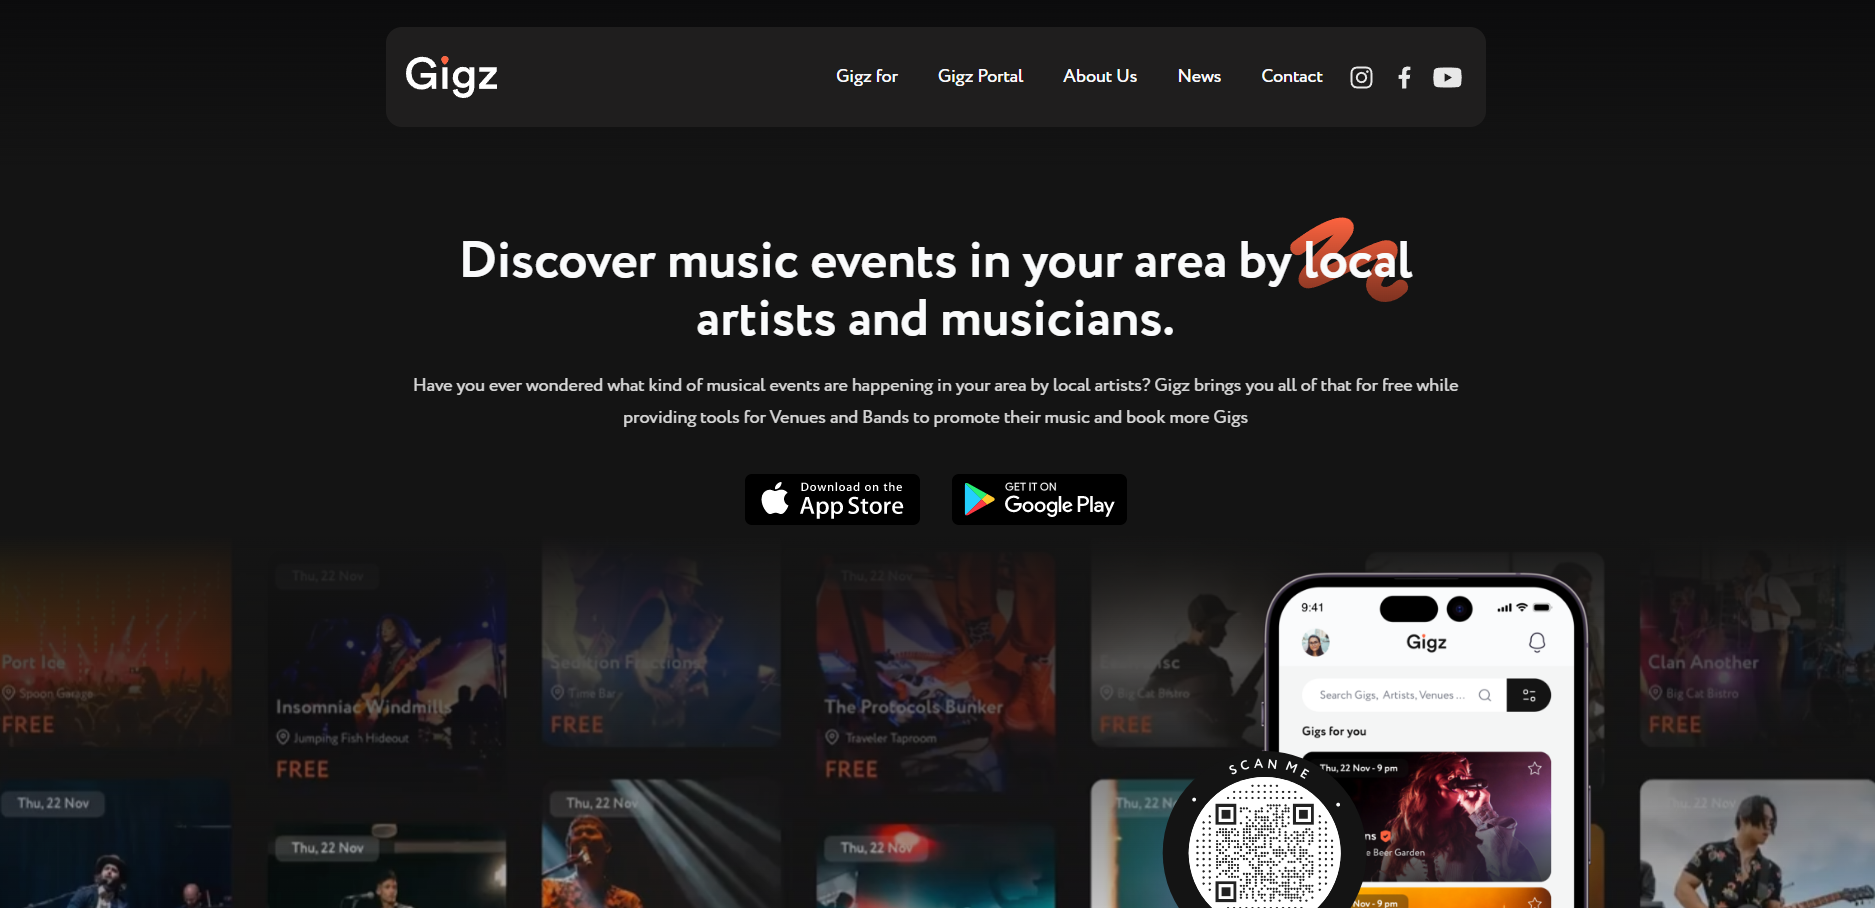 Gigz
Gigz for
Gigz Portal
About Us
News
Contact
Discover music events in your area by local
artists and musicians.
Have you ever wondered what kind of musical events are happening in your area by local artists? Gigz brings you all of that for free while
providing tools for Venues and Bands to promote their music and book more Gigs
Download on the
App Store
GET IT ON
Google Play
Port Ice
Spoon Garage
FREE
Thu, 22 Nov
Insomniac Windmills
Jumping Fish Hideout
FREE
Sedition Fractions
Time Bar
FREE
Thu, 22 Nov
The Protocols Bunker
Traveler Taproom
FREE
Big Cat Bistro
FREE
Clan Another
Big Cat Bistro
FREE
Thu, 22 Nov
Thu, 22 Nov
Thu, 22 Nov
Thu, 22 Nov
Thu, 22 N
Thu, 22 Nov
9:41
Gigz
Search Gigs, Artists, Venues ...
Gigs for you
Thu, 22 Nov - 9 pm
ns
e Beer Garden
Nov - 9 pm
SCAN ME